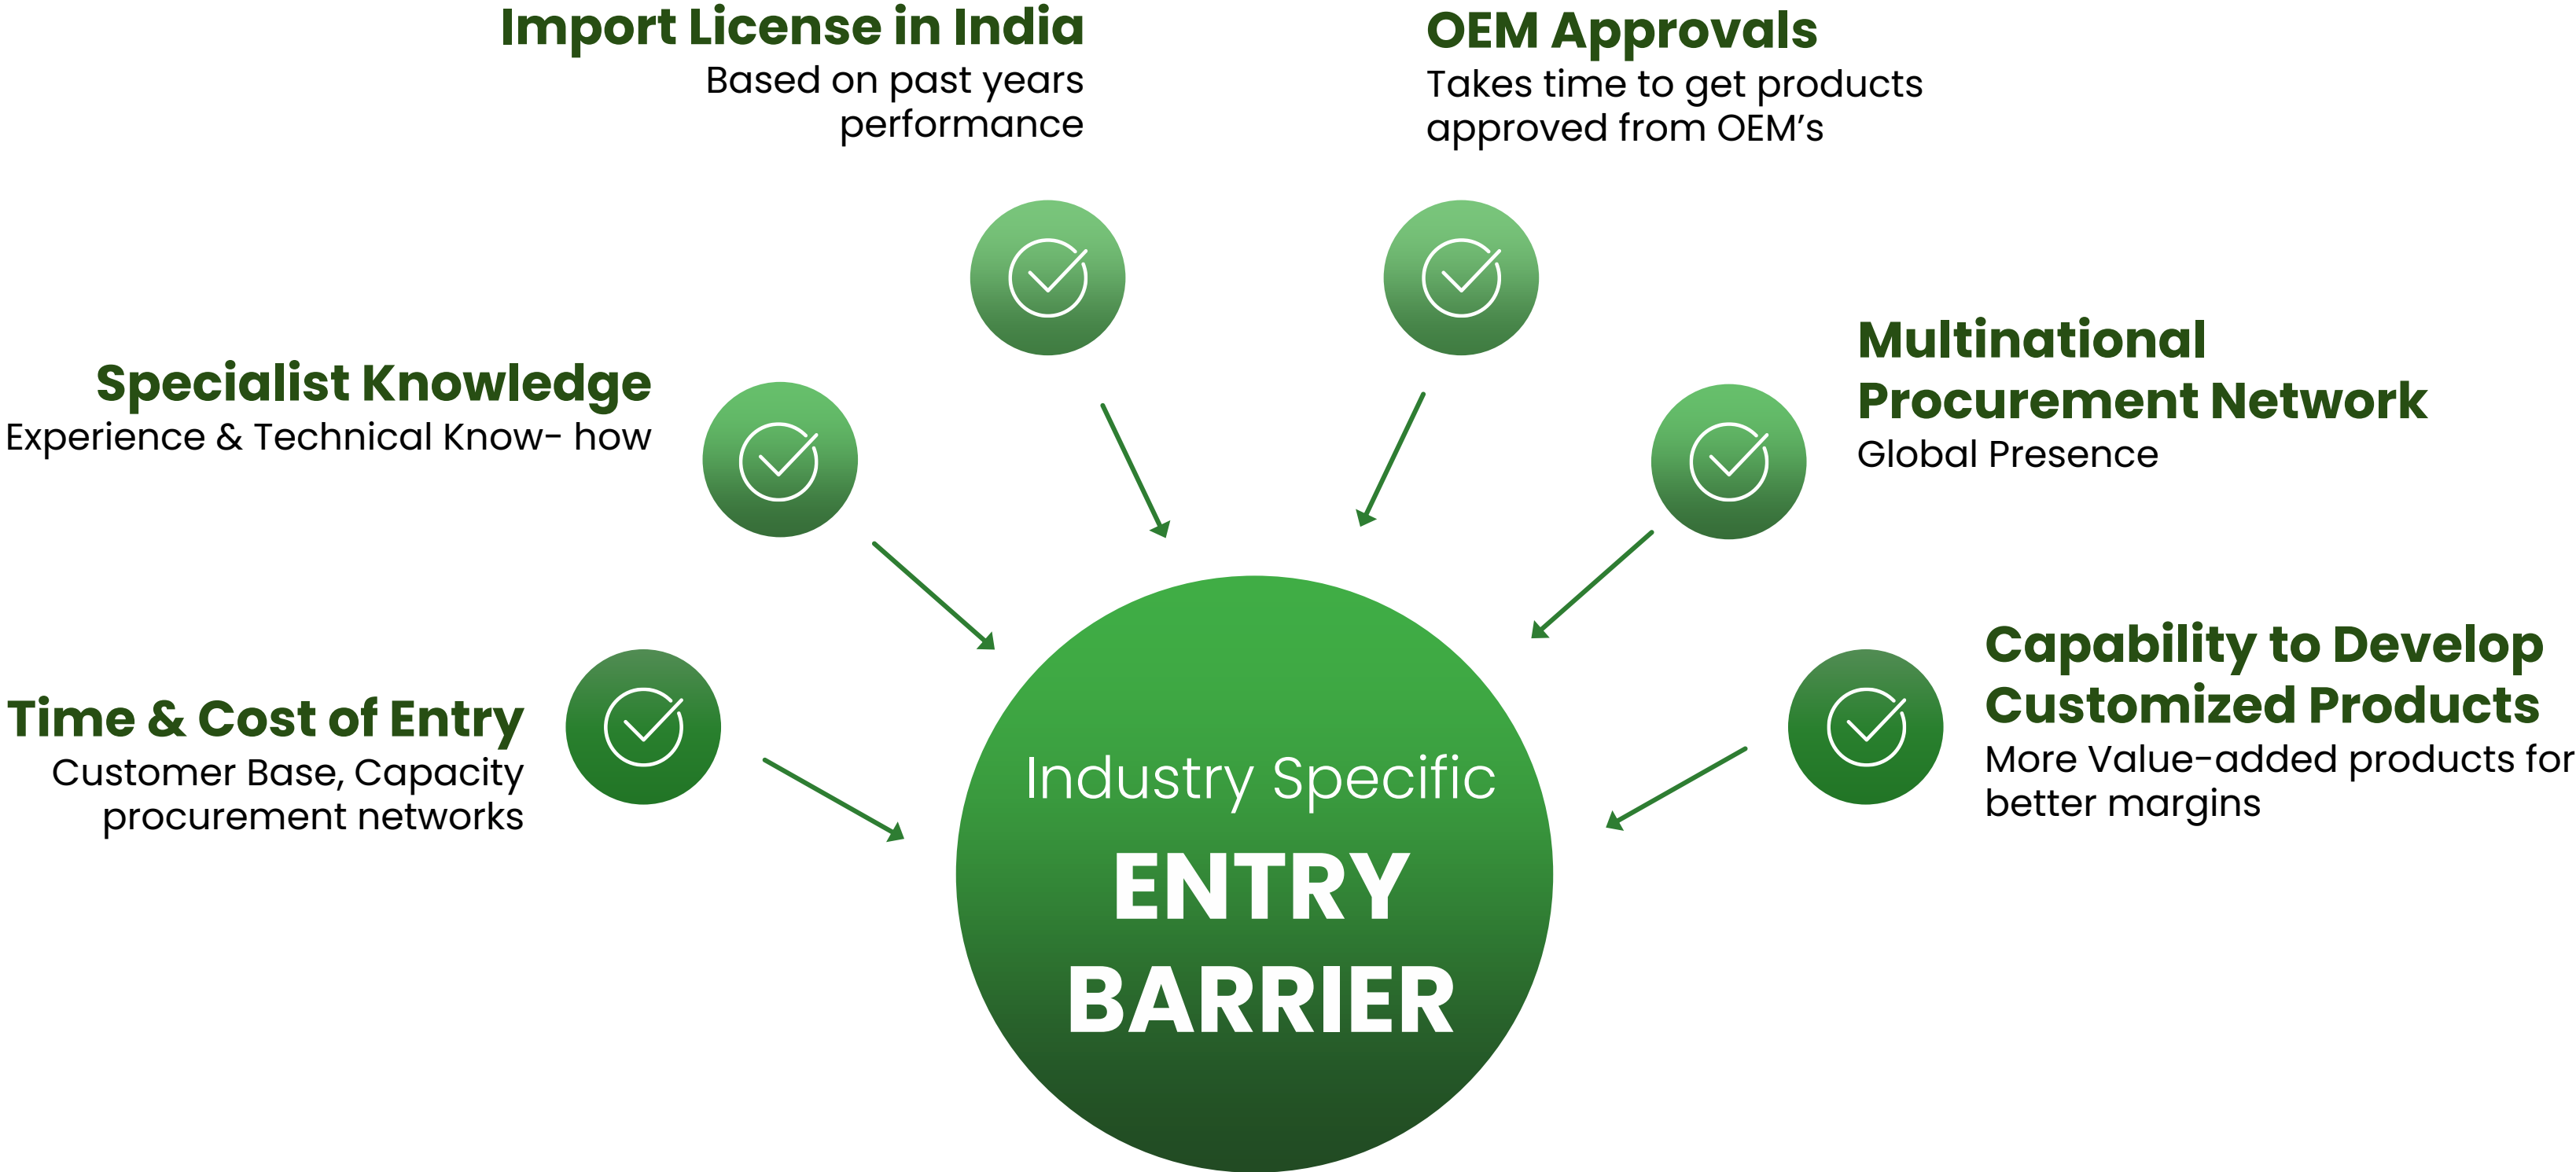 Import License in India
Based on past years
performance
OEM Approvals
Takes time to get products
approved from OEM’s
Specialist Knowledge
Experience & Technical Know- how
Multinational
Procurement Network
Global Presence
Time & Cost of Entry
Customer Base, Capacity
procurement networks
Capability to Develop
Customized Products
More Value-added products for
better margins
Industry Specific
ENTRY
BARRIER